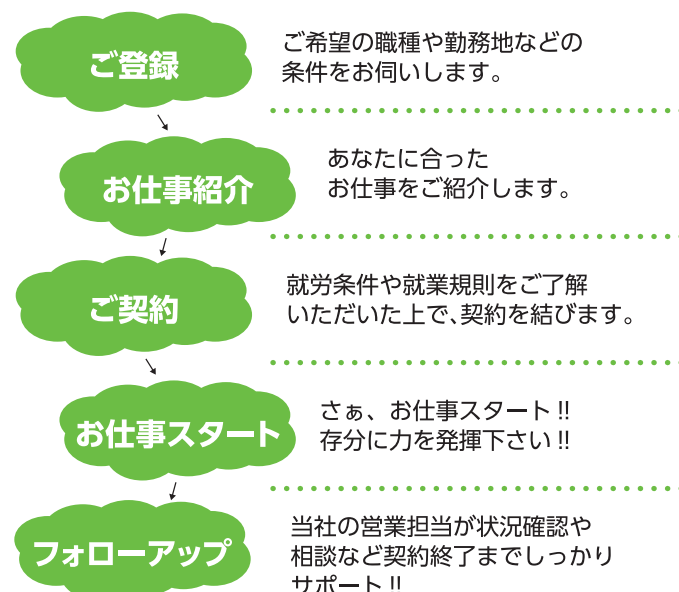 ご登録
ご希望の職種や勤務地などの
条件をお伺いします。
お仕事紹介
あなたに合った
お仕事をご紹介します。
ご契約
就労条件や就業規則をご了解
いただいた上で、契約を結びます。
お仕事スタート
さぁ、お仕事スタート!!
存分に力を発揮下さい!!
フォローアップ
当社の営業担当が状況確認や
相談など契約終了までしっかり
サポート!!